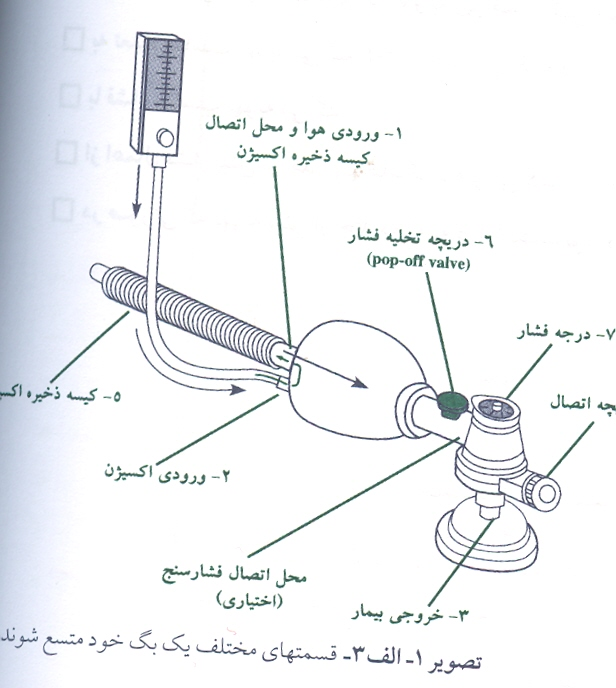 ۱- ورودی هوا و محل اتصال
کیسه ذخیره اکسیژن
۶- دریچه تخلیه فشار
(pop-off valve)
۷- درجه فشار
اتصال
۵- کیسه ذخیره
۲- ورودی اکسیژن
محل اتصال فشارسنج
(اختیاری)
۳- خروجی بیمار
تصویر ۱- الف ۳- قسمتهای مختلف یک بگ خود متسع شونده